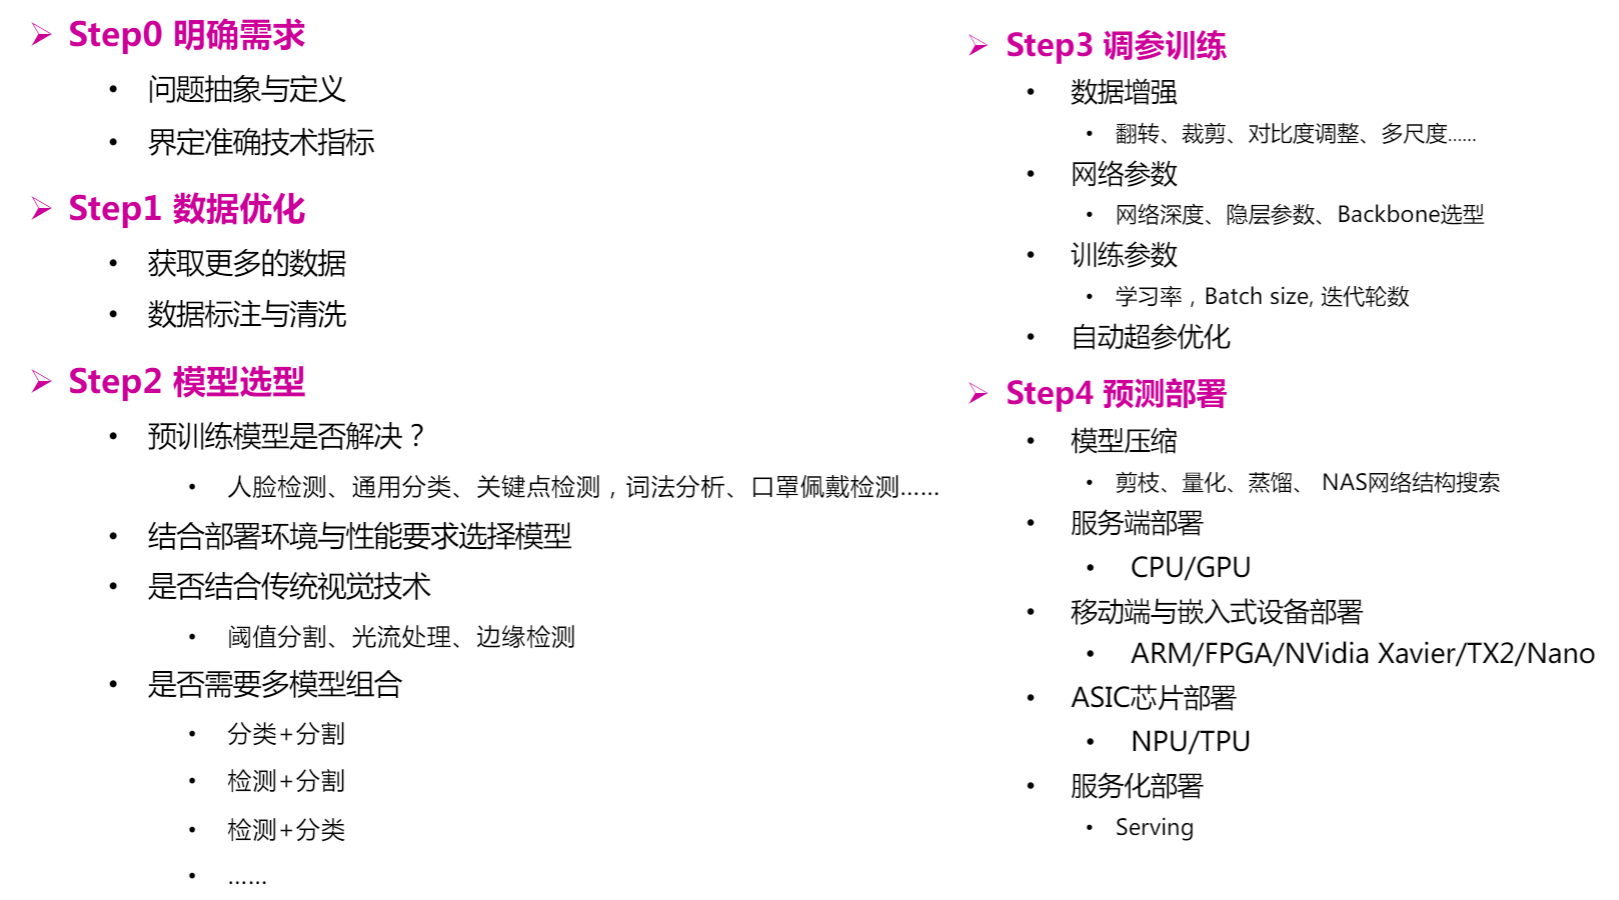 Step0 明确需求
问题抽象与定义
界定准确技术指标
Step1 数据优化
获取更多的数据
数据标注与清洗
Step2 模型选型
预训练模型是否解决？
人脸检测、通用分类、关键点检测，词法分析、口罩佩戴检测……
结合部署环境与性能要求选择模型
是否结合传统视觉技术
阈值分割、光流处理、边缘检测
是否需要多模型组合
分类+分割
检测+分割
检测+分类
……
Step3 调参训练
数据增强
翻转、裁剪、对比度调整、多尺度……
网络参数
网络深度、隐层参数、Backbone选型
训练参数
学习率，Batch size, 迭代轮数
自动超参优化
Step4 预测部署
模型压缩
剪枝、量化、蒸馏、 NAS网络结构搜索
服务端部署
CPU/GPU
移动端与嵌入式设备部署
ARM/FPGA/NVidia Xavier/TX2/Nano
ASIC芯片部署
NPU/TPU
服务化部署
Serving